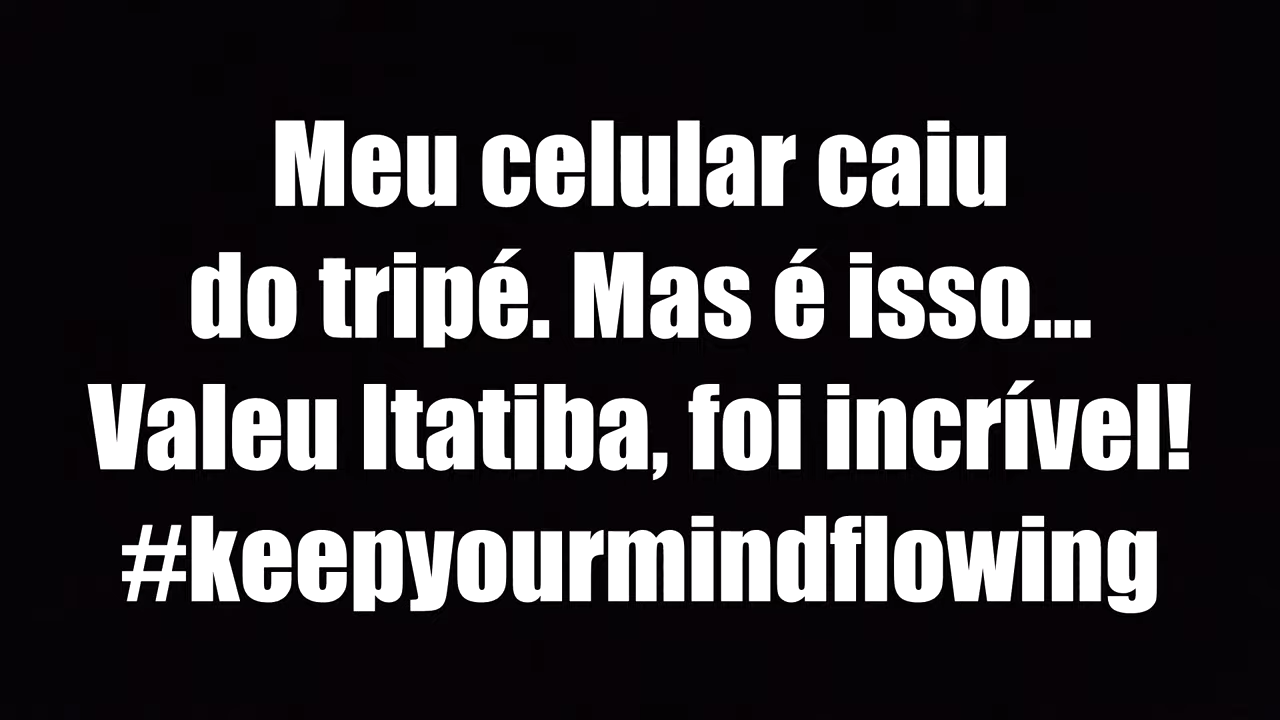 Meu celular caiu
do tripé. Mas é isso...
Valeu Itatiba, foi incrível!
#keepyourmindflowing